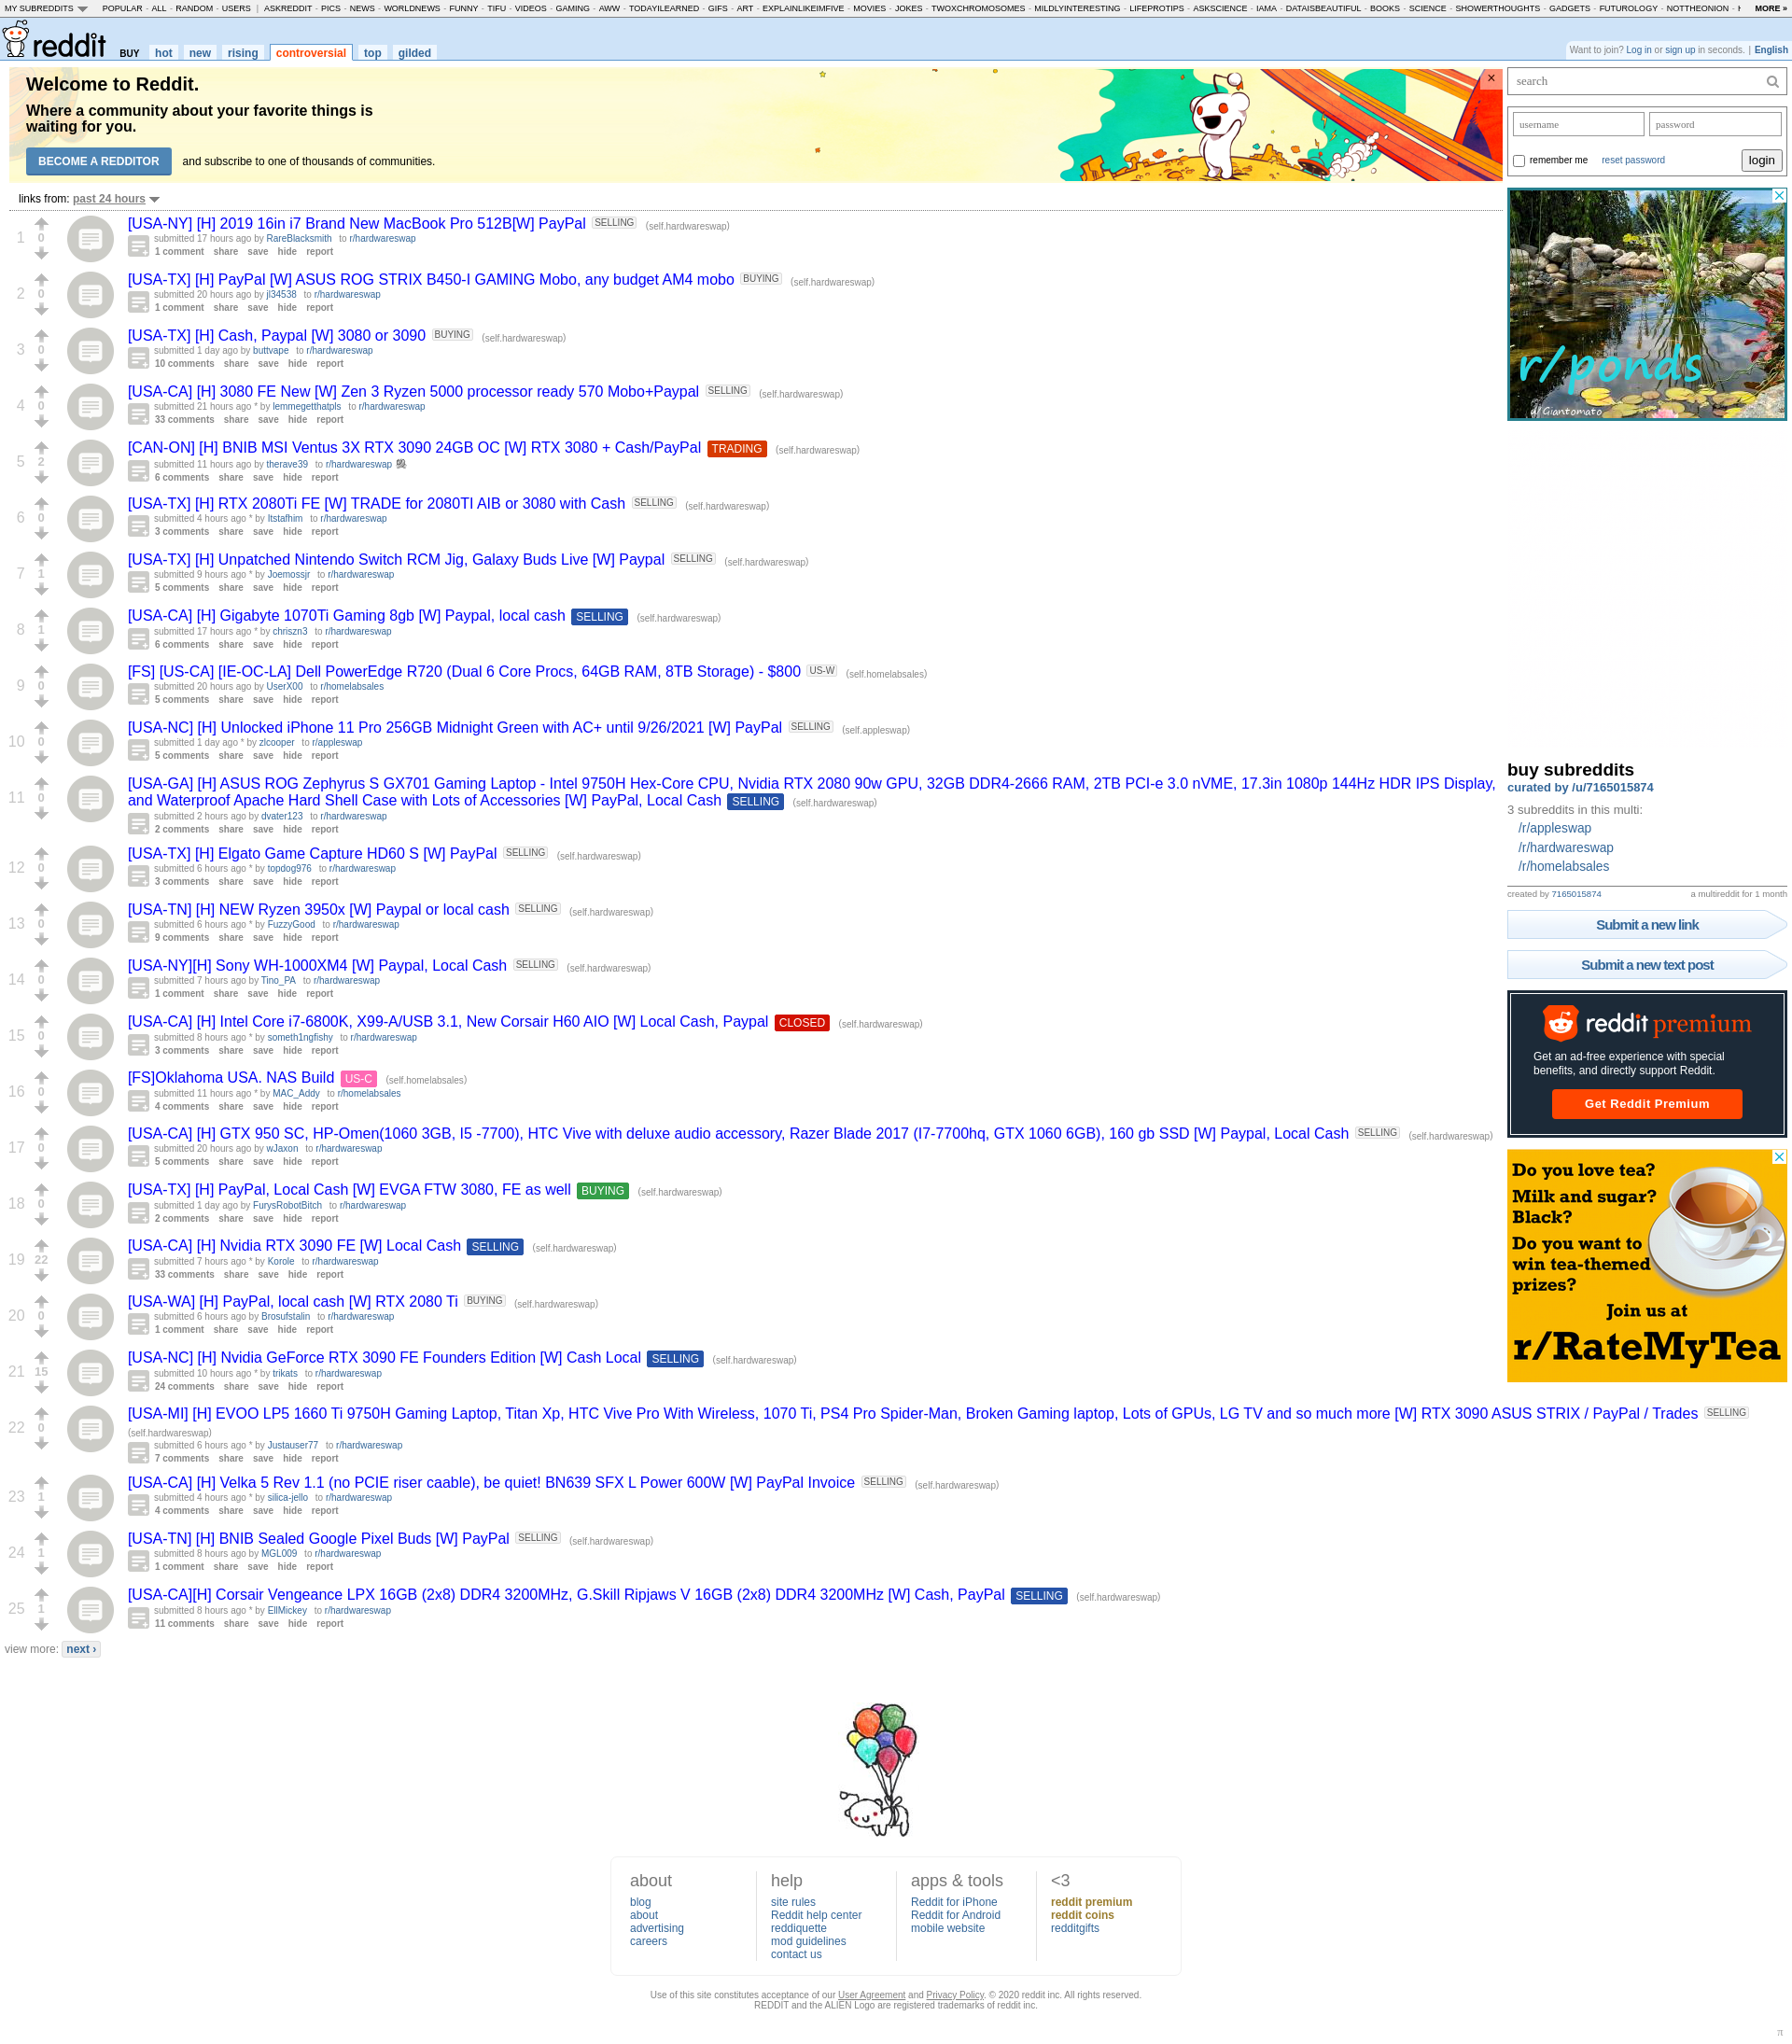 MY SUBREDDITS POPULAR - ALL - RANDOM - USERS | ASKREDDIT - PICS - NEWS - WORLDNEWS - FUNNY - TIFU - VIDEOS - GAMING - AWW - TODAYILEARNED - GIFS - ART - EXPLAINLIKEIMFIVE - MOVIES - JOKES - TWOXCHROMOSOMES - MILDLYINTERESTING - LIFEPROTIPS - ASKSCIENCE - IAMA - DATAISBEAUTIFUL - BOOKS - SCIENCE - SHOWERTHOUGHTS - GADGETS - FUTUROLOGY - NOTTHEONION - MORE »
reddit BUY hot new rising controversial top gilded
Want to join? Log in or sign up in seconds. | English
Welcome to Reddit.
Where a community about your favorite things is
waiting for you.
BECOME A REDDITOR and subscribe to one of thousands of communities.
×
search
username password
remember me reset password login
links from: past 24 hours
1
0
[USA-NY] [H] 2019 16in i7 Brand New MacBook Pro 512B[W] PayPal SELLING (self.hardwareswap)
submitted 17 hours ago by RareBlacksmith to r/hardwareswap
1 comment share save hide report
2
0
[USA-TX] [H] PayPal [W] ASUS ROG STRIX B450-I GAMING Mobo, any budget AM4 mobo BUYING (self.hardwareswap)
submitted 20 hours ago by jl34538 to r/hardwareswap
1 comment share save hide report
3
0
[USA-TX] [H] Cash, Paypal [W] 3080 or 3090 BUYING (self.hardwareswap)
submitted 1 day ago by buttvape to r/hardwareswap
10 comments share save hide report
4
0
[USA-CA] [H] 3080 FE New [W] Zen 3 Ryzen 5000 processor ready 570 Mobo+Paypal SELLING (self.hardwareswap)
submitted 21 hours ago * by lemmegetthatpls to r/hardwareswap
33 comments share save hide report
5
2
[CAN-ON] [H] BNIB MSI Ventus 3X RTX 3090 24GB OC [W] RTX 3080 + Cash/PayPal TRADING (self.hardwareswap)
submitted 11 hours ago by therave39 to r/hardwareswap
6 comments share save hide report
6
0
[USA-TX] [H] RTX 2080Ti FE [W] TRADE for 2080TI AIB or 3080 with Cash SELLING (self.hardwareswap)
submitted 4 hours ago * by Itstafhim to r/hardwareswap
3 comments share save hide report
7
1
[USA-TX] [H] Unpatched Nintendo Switch RCM Jig, Galaxy Buds Live [W] Paypal SELLING (self.hardwareswap)
submitted 9 hours ago * by Joemossjr to r/hardwareswap
5 comments share save hide report
8
1
[USA-CA] [H] Gigabyte 1070Ti Gaming 8gb [W] Paypal, local cash SELLING (self.hardwareswap)
submitted 17 hours ago * by chriszn3 to r/hardwareswap
6 comments share save hide report
9
0
[FS] [US-CA] [IE-OC-LA] Dell PowerEdge R720 (Dual 6 Core Procs, 64GB RAM, 8TB Storage) - $800 US-W (self.homelabsales)
submitted 20 hours ago by UserX00 to r/homelabsales
5 comments share save hide report
10
0
[USA-NC] [H] Unlocked iPhone 11 Pro 256GB Midnight Green with AC+ until 9/26/2021 [W] PayPal SELLING (self.appleswap)
submitted 1 day ago * by zlcooper to r/appleswap
5 comments share save hide report
11
0
[USA-GA] [H] ASUS ROG Zephyrus S GX701 Gaming Laptop - Intel 9750H Hex-Core CPU, Nvidia RTX 2080 90w GPU, 32GB DDR4-2666 RAM, 2TB PCI-e 3.0 nVME, 17.3in 1080p 144Hz HDR IPS Display,
and Waterproof Apache Hard Shell Case with Lots of Accessories [W] PayPal, Local Cash SELLING (self.hardwareswap)
submitted 2 hours ago by dvater123 to r/hardwareswap
2 comments share save hide report
12
0
[USA-TX] [H] Elgato Game Capture HD60 S [W] PayPal SELLING (self.hardwareswap)
submitted 6 hours ago * by topdog976 to r/hardwareswap
3 comments share save hide report
13
0
[USA-TN] [H] NEW Ryzen 3950x [W] Paypal or local cash SELLING (self.hardwareswap)
submitted 6 hours ago * by FuzzyGood to r/hardwareswap
9 comments share save hide report
14
0
[USA-NY][H] Sony WH-1000XM4 [W] Paypal, Local Cash SELLING (self.hardwareswap)
submitted 7 hours ago by Tino_PA to r/hardwareswap
1 comment share save hide report
15
0
[USA-CA] [H] Intel Core i7-6800K, X99-A/USB 3.1, New Corsair H60 AIO [W] Local Cash, Paypal CLOSED (self.hardwareswap)
submitted 8 hours ago * by someth1ngfishy to r/hardwareswap
3 comments share save hide report
16
0
[FS]Oklahoma USA. NAS Build US-C (self.homelabsales)
submitted 11 hours ago * by MAC_Addy to r/homelabsales
4 comments share save hide report
17
0
[USA-CA] [H] GTX 950 SC, HP-Omen(1060 3GB, I5 -7700), HTC Vive with deluxe audio accessory, Razer Blade 2017 (I7-7700hq, GTX 1060 6GB), 160 gb SSD [W] Paypal, Local Cash SELLING (self.hardwareswap)
submitted 20 hours ago by wJaxon to r/hardwareswap
5 comments share save hide report
18
0
[USA-TX] [H] PayPal, Local Cash [W] EVGA FTW 3080, FE as well BUYING (self.hardwareswap)
submitted 1 day ago by FurysRobotBitch to r/hardwareswap
2 comments share save hide report
19
22
[USA-CA] [H] Nvidia RTX 3090 FE [W] Local Cash SELLING (self.hardwareswap)
submitted 7 hours ago * by Korole to r/hardwareswap
33 comments share save hide report
20
0
[USA-WA] [H] PayPal, local cash [W] RTX 2080 Ti BUYING (self.hardwareswap)
submitted 6 hours ago by Brosufstalin to r/hardwareswap
1 comment share save hide report
21
15
[USA-NC] [H] Nvidia GeForce RTX 3090 FE Founders Edition [W] Cash Local SELLING (self.hardwareswap)
submitted 10 hours ago * by trikats to r/hardwareswap
24 comments share save hide report
22
0
[USA-MI] [H] EVOO LP5 1660 Ti 9750H Gaming Laptop, Titan Xp, HTC Vive Pro With Wireless, 1070 Ti, PS4 Pro Spider-Man, Broken Gaming laptop, Lots of GPUs, LG TV and so much more [W] RTX 3090 ASUS STRIX / PayPal / Trades SELLING
(self.hardwareswap)
submitted 6 hours ago * by Justauser77 to r/hardwareswap
7 comments share save hide report
23
1
[USA-CA] [H] Velka 5 Rev 1.1 (no PCIE riser caable), be quiet! BN639 SFX L Power 600W [W] PayPal Invoice SELLING (self.hardwareswap)
submitted 4 hours ago * by silica-jello to r/hardwareswap
4 comments share save hide report
24
1
[USA-TN] [H] BNIB Sealed Google Pixel Buds [W] PayPal SELLING (self.hardwareswap)
submitted 8 hours ago by MGL009 to r/hardwareswap
1 comment share save hide report
25
1
[USA-CA][H] Corsair Vengeance LPX 16GB (2x8) DDR4 3200MHz, G.Skill Ripjaws V 16GB (2x8) DDR4 3200MHz [W] Cash, PayPal SELLING (self.hardwareswap)
submitted 8 hours ago * by EllMickey to r/hardwareswap
11 comments share save hide report
view more: next ›
r/ponds
u/Giantomato
buy subreddits
curated by /u/7165015874
3 subreddits in this multi:
/r/appleswap
/r/hardwareswap
/r/homelabsales
created by 7165015874 a multireddit for 1 month
Submit a new link
Submit a new text post
reddit premium
Get an ad-free experience with special
benefits, and directly support Reddit.
Get Reddit Premium
Do you love tea?
Milk and sugar?
Black?
Do you want to
win tea-themed
prizes?
Join us at
r/RateMyTea
about
blog
about
advertising
careers
help
site rules
Reddit help center
reddiquette
mod guidelines
contact us
apps & tools
Reddit for iPhone
Reddit for Android
mobile website
<3
reddit premium
reddit coins
redditgifts
Use of this site constitutes acceptance of our User Agreement and Privacy Policy. © 2020 reddit inc. All rights reserved.
REDDIT and the ALIEN Logo are registered trademarks of reddit inc.
π